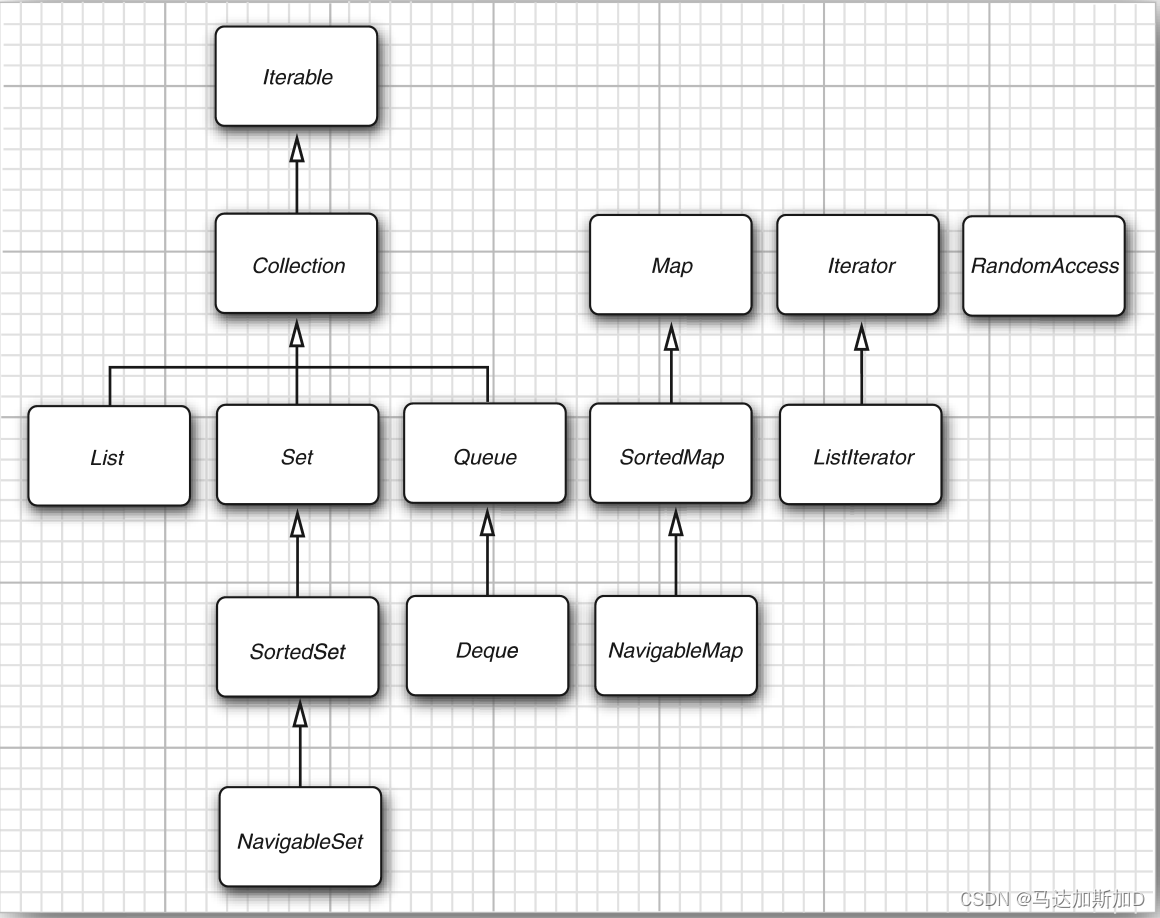 Iterable
Collection
Map
Iterator
RandomAccess
List
Set
Queue
SortedMap
ListIterator
SortedSet
Deque
NavigableMap
NavigableSet
CSDN @马达加斯加D